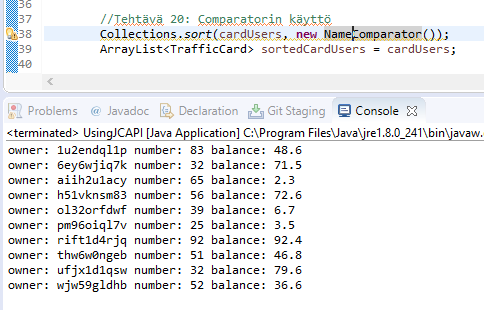 36
37 //Tehtävä 20: Comparatorin käyttö
38 Collections.sort(cardUsers, new NameComparator());
39 ArrayList<TrafficCard> sortedCardUsers = cardUsers;
40
Problems @ Javadoc Declaration Git Staging Console
<terminated> UsingJCAPI [Java Application] C:\Program Files\Java\jre1.8.0_241\bin\javaw.
owner: 1u2endql1p number: 83 balance: 48.6
owner: 6ey6wjiq7k number: 32 balance: 71.5
owner: aiih2u1acy number: 65 balance: 2.3
owner: h51vknsm83 number: 56 balance: 72.6
owner: ol32orfdwf number: 39 balance: 6.7
owner: pm96oiql7v number: 25 balance: 3.5
owner: rift1d4rjq number: 92 balance: 92.4
owner: thw6w0ngeb number: 51 balance: 46.8
owner: ufjx1d1qsw number: 32 balance: 79.6
owner: wjw59gldhb number: 52 balance: 36.6